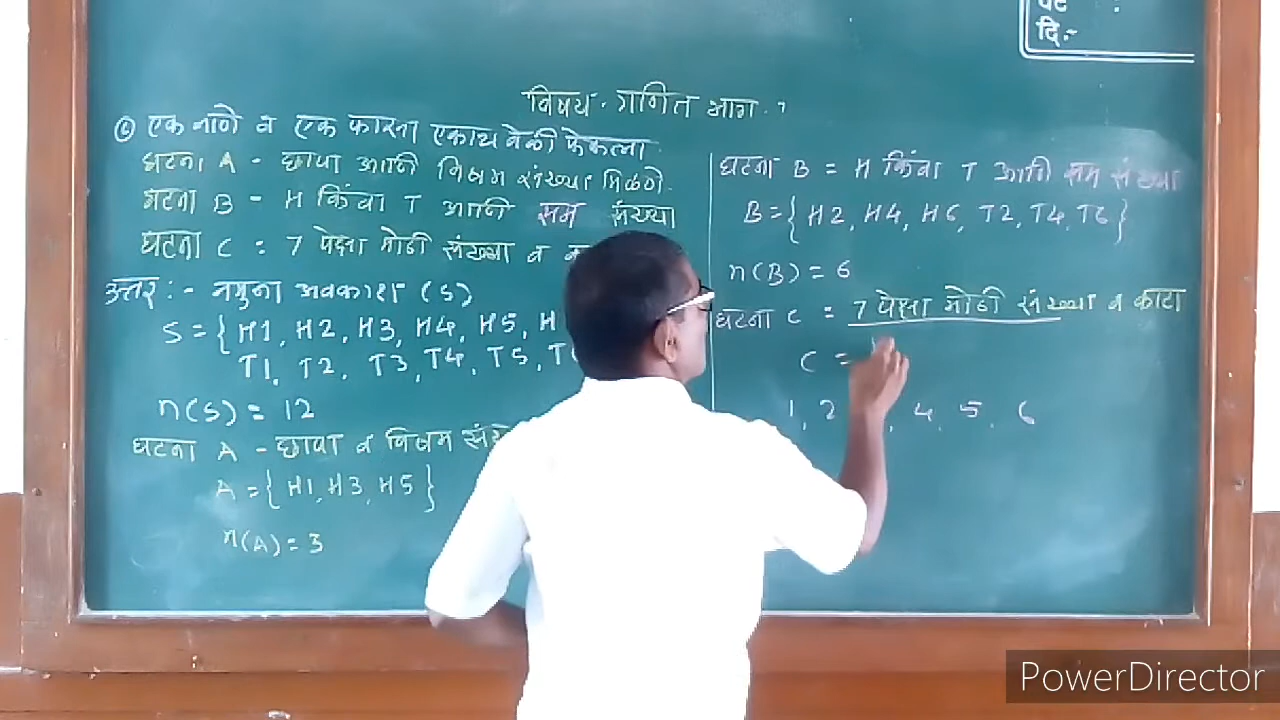 विषय - गणित भाग - १
⑥ एक नाणे व एक फासा एकाच वेळी फेकला.
घटना A - छापा आणि विषम संख्या मिळणे.
घटना B - H किंवा T आणि सम संख्या
घटना C = 7 पेक्षा मोठी संख्या व
उत्तर :- नमुना अवकाश (S)
S = { H1, H2, H3, H4, H5, H
T1, T2, T3, T4, T5, T
n(S) = 12
घटना A - छापा व विषम
A = { H1, H3, H5 }
n(A) = 3
घटना B = H किंवा T आणि सम संख्या
B = { H2, H4, H6, T2, T4, T6 }
n(B) = 6
घटना C = 7 पेक्षा मोठी संख्या व काटा
C =
1, 2 , 4, 5, 6
दि.-
PowerDirector